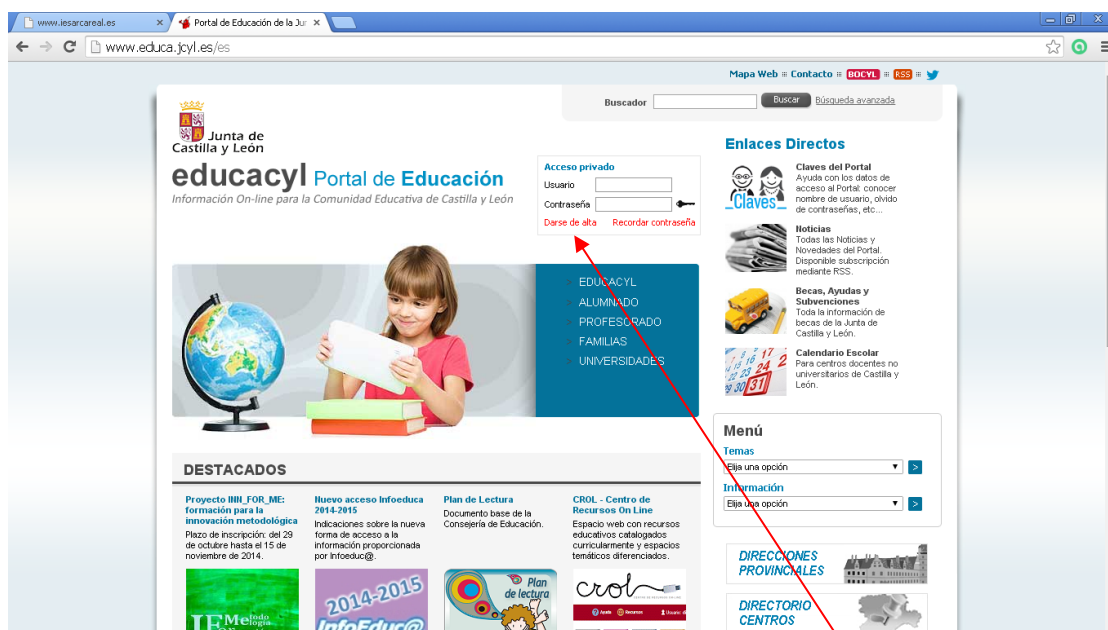 www.iesarcareal.es
Portal de Educación de la Jur
www.educa.jcyl.es/es
Mapa Web
Contacto
BOCYL
RSS
Buscador
Buscar
Búsqueda avanzada
Junta de
Castilla y León
educacyl Portal de Educación
Información On-line para la Comunidad Educativa de Castilla y León
Acceso privado
Usuario
Contraseña
Darse de alta Recordar contraseña
EDUCACYL
ALUMNADO
PROFESORADO
FAMILIAS
UNIVERSIDADES
Enlaces Directos
Claves
Claves del Portal
Ayuda con los datos de
acceso al Portal: conocer
nombre de usuario, olvido
de contraseñas, etc...
Noticias
Todas las Noticias y
Novedades del Portal.
Disponible subscripción
mediante RSS.
Becas, Ayudas y
Subvenciones
Toda la información de
becas de la Junta de
Castilla y León.
Calendario Escolar
Para centros docentes no
universitarios de Castilla y
León.
Menú
Temas
Elija una opción
Información
Elija una opción
DIRECCIONES
PROVINCIALES
DIRECTORIO
CENTROS
DESTACADOS
Proyecto INN_FOR_ME:
formación para la
innovación metodológica
Plazo de inscripción: del 29
de octubre hasta el 15 de
noviembre de 2014.
Nuevo acceso Infoeduca
2014-2015
Indicaciones sobre la nueva
forma de acceso a la
información proporcionada
por Infoeduc@.
2014-2015
InfoEduc@
Plan de Lectura
Documento base de la
Consejería de Educación.
Plan
de lectura
CROL - Centro de
Recursos On Line
Espacio web con recursos
educativos catalogados
curricularmente y espacios
temáticos diferenciados.
crol